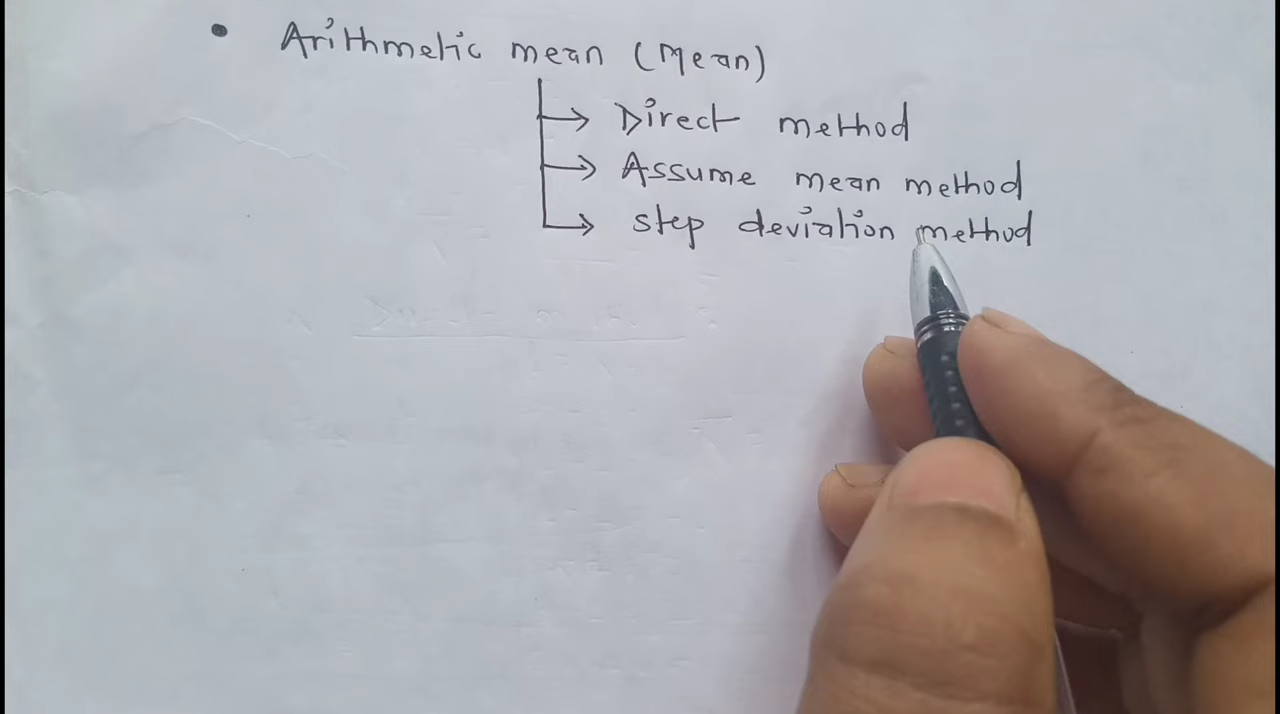 • Arithmetic mean (Mean)
→ Direct method
→ Assume mean method
→ step deviation method